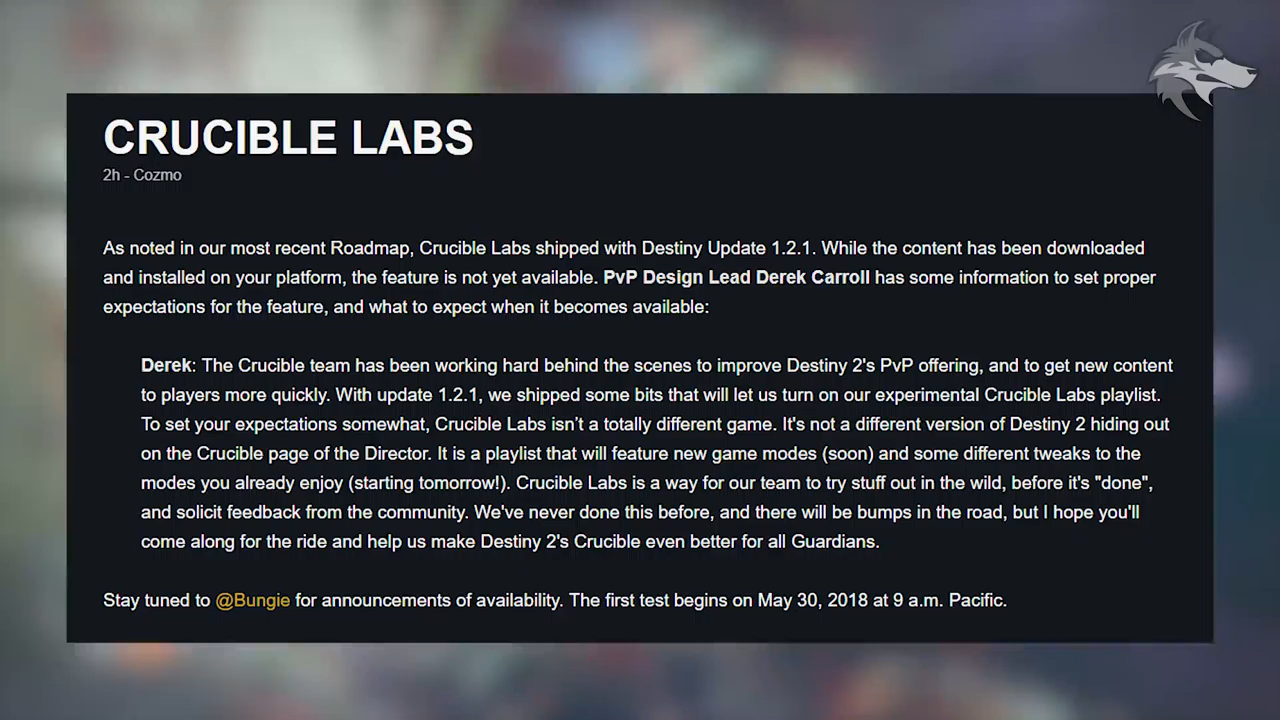 CRUCIBLE LABS
2h - Cozmo
As noted in our most recent Roadmap, Crucible Labs shipped with Destiny Update 1.2.1. While the content has been downloaded
and installed on your platform, the feature is not yet available. PvP Design Lead Derek Carroll has some information to set proper
expectations for the feature, and what to expect when it becomes available:
Derek: The Crucible team has been working hard behind the scenes to improve Destiny 2's PvP offering, and to get new content
to players more quickly. With update 1.2.1, we shipped some bits that will let us turn on our experimental Crucible Labs playlist.
To set your expectations somewhat, Crucible Labs isn’t a totally different game. It's not a different version of Destiny 2 hiding out
on the Crucible page of the Director. It is a playlist that will feature new game modes (soon) and some different tweaks to the
modes you already enjoy (starting tomorrow!). Crucible Labs is a way for our team to try stuff out in the wild, before it's "done",
and solicit feedback from the community. We've never done this before, and there will be bumps in the road, but I hope you'll
come along for the ride and help us make Destiny 2's Crucible even better for all Guardians.
Stay tuned to @Bungie for announcements of availability. The first test begins on May 30, 2018 at 9 a.m. Pacific.